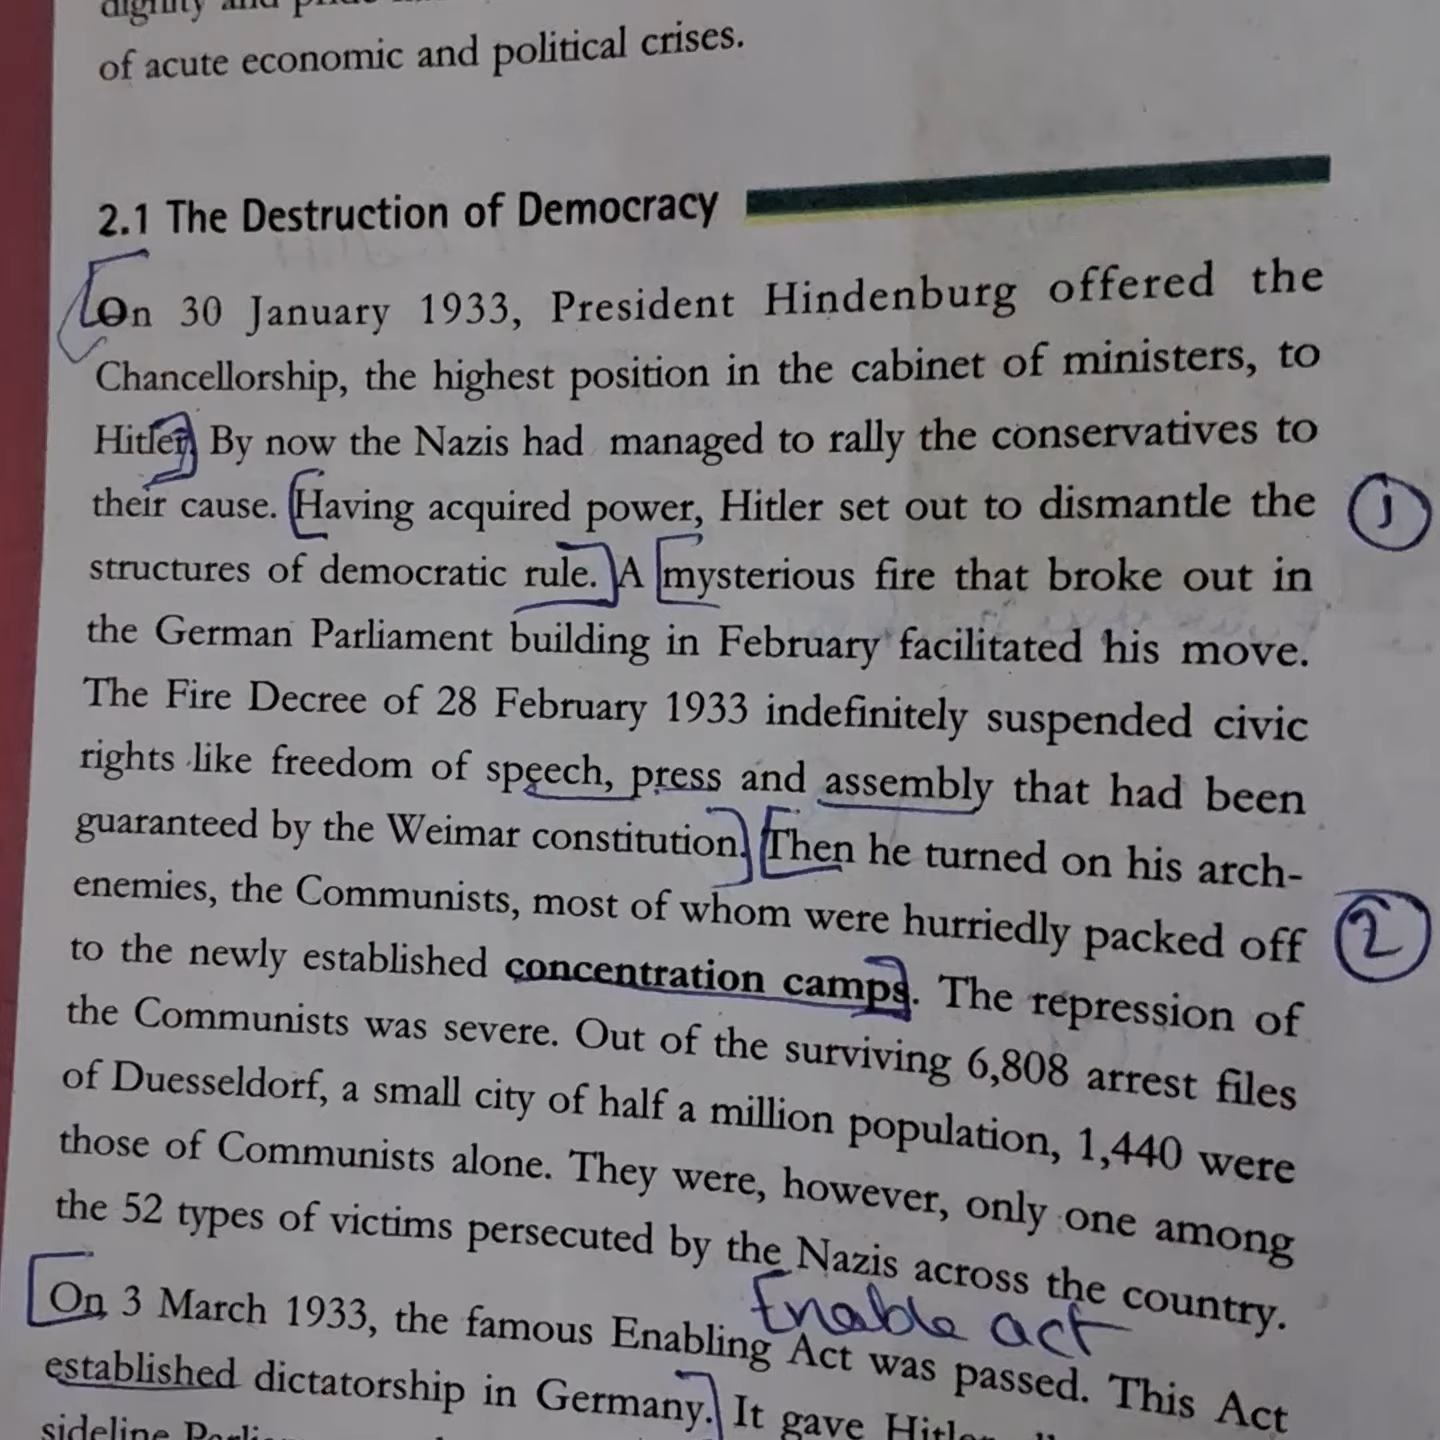 dignity and
of acute economic and political crises.
2.1 The Destruction of Democracy
On 30 January 1933, President Hindenburg offered the
Chancellorship, the highest position in the cabinet of ministers, to
Hitler. By now the Nazis had managed to rally the conservatives to
their cause. Having acquired power, Hitler set out to dismantle the
1
structures of democratic rule. A mysterious fire that broke out in
the German Parliament building in February facilitated his move.
The Fire Decree of 28 February 1933 indefinitely suspended civic
rights like freedom of speech, press and assembly that had been
guaranteed by the Weimar constitution. Then he turned on his arch-
enemies, the Communists, most of whom were hurriedly packed off
2
to the newly established concentration camps. The repression of
the Communists was severe. Out of the surviving 6,808 arrest files
of Duesseldorf, a small city of half a million population, 1,440 were
those of Communists alone. They were, however, only one among
the 52 types of victims persecuted by the Nazis across the country.
Enable act
On 3 March 1933, the famous Enabling Act was passed. This Act
established dictatorship in Germany. It gave
sideline